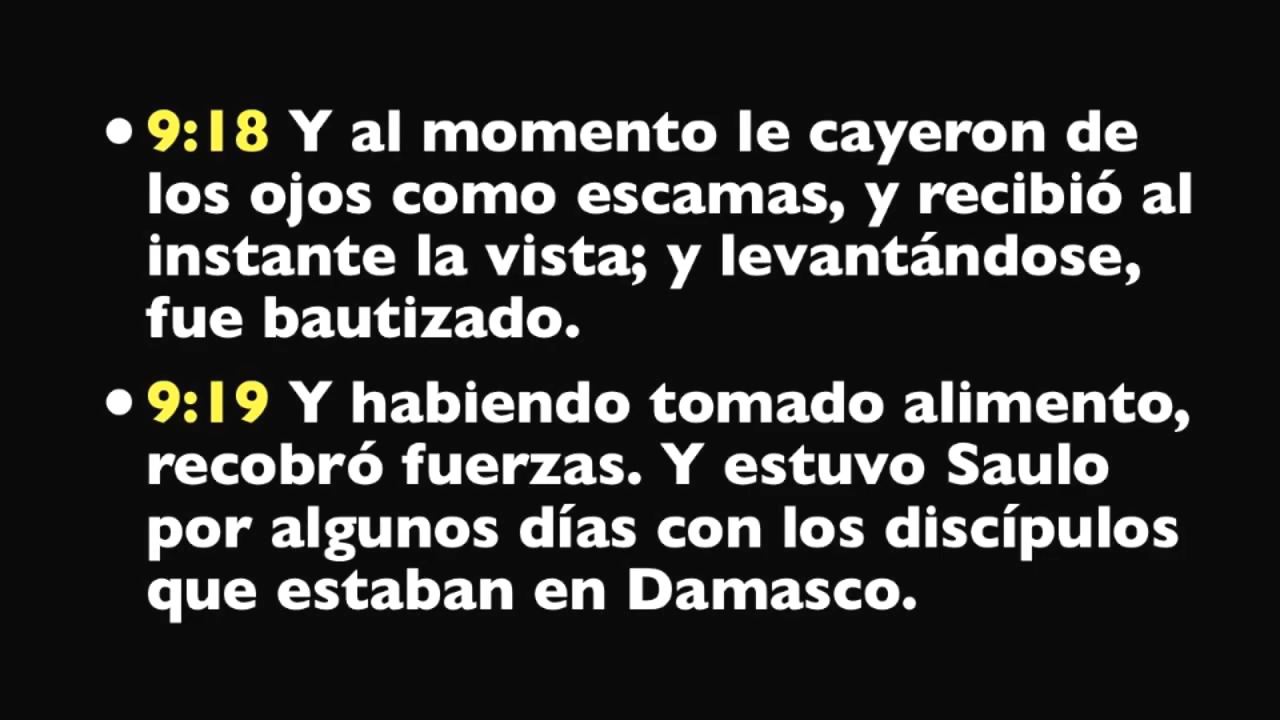 • 9:18 Y al momento le cayeron de
los ojos como escamas, y recibió al
instante la vista; y levantándose,
fue bautizado.
• 9:19 Y habiendo tomado alimento,
recobró fuerzas. Y estuvo Saulo
por algunos días con los discípulos
que estaban en Damasco.